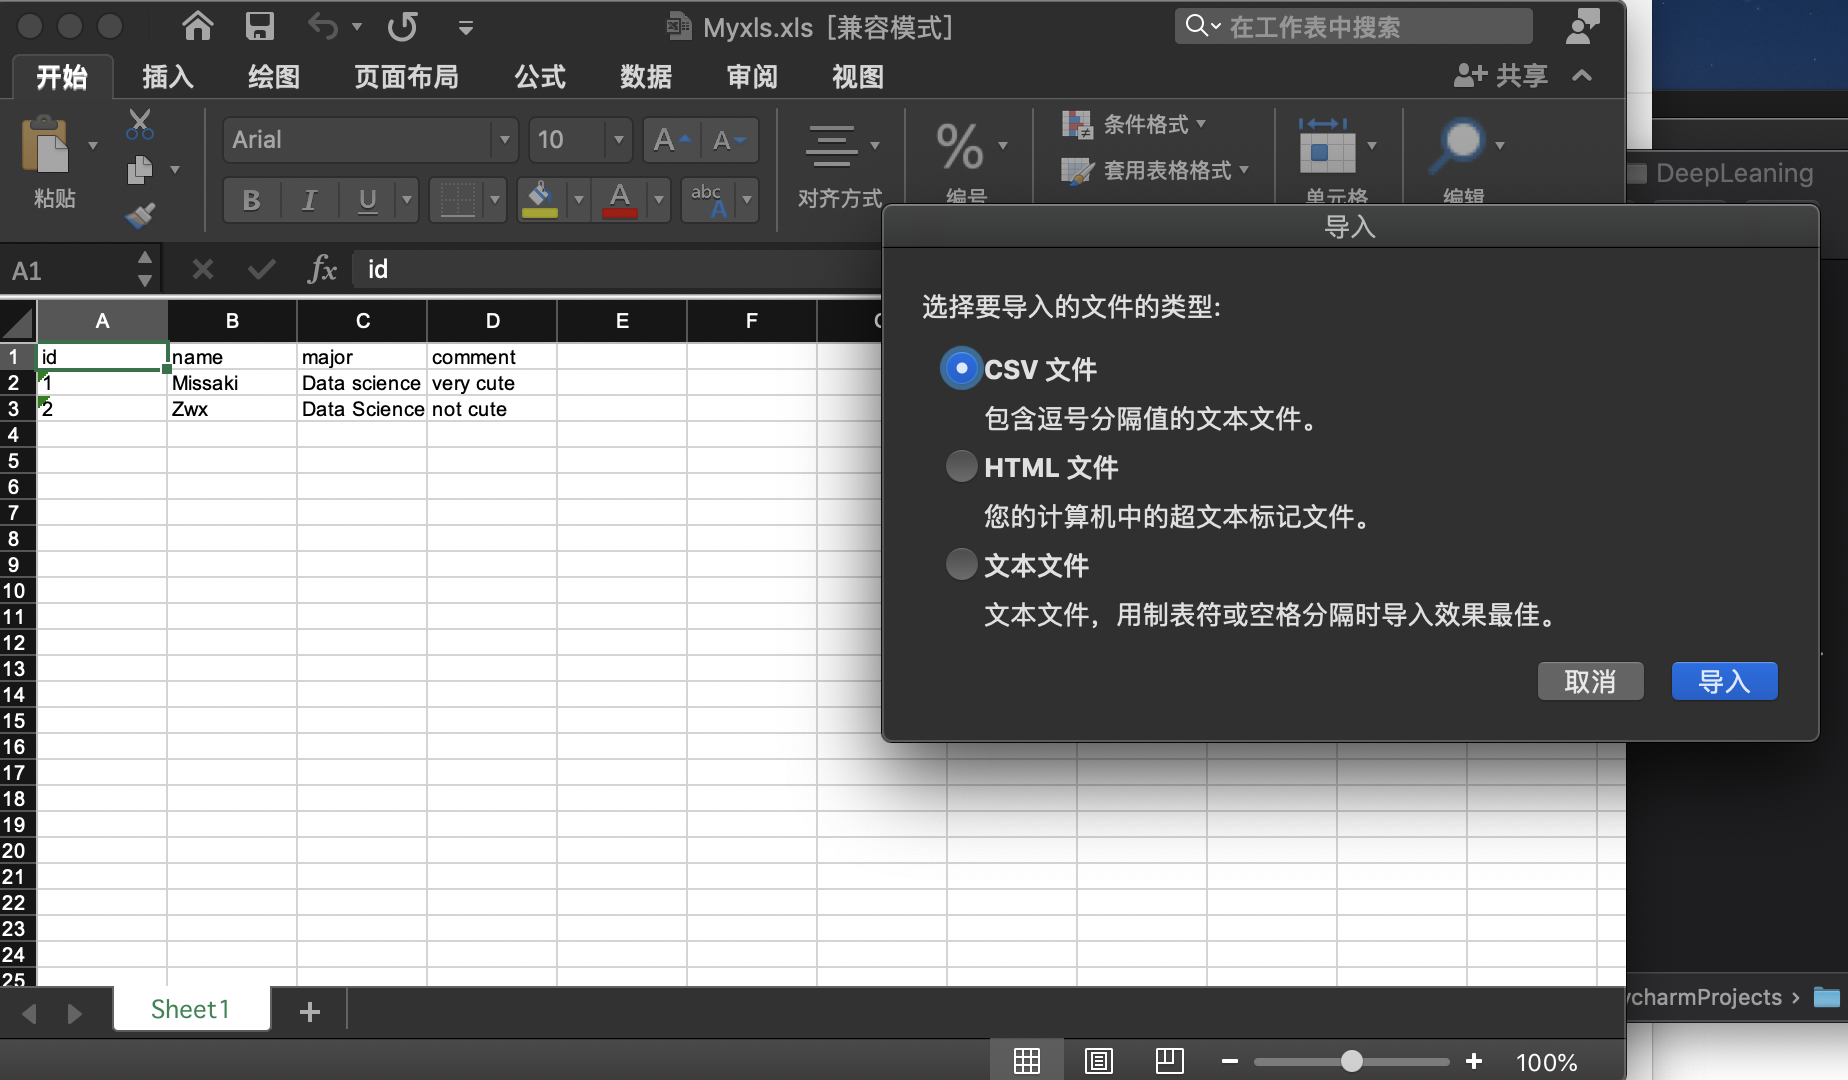 Myxls.xls [兼容模式]
在工作表中搜索
开始 插入 绘图 页面布局 公式 数据 审阅 视图
共享
粘贴
Arial
10
A A
B I U
A
abc A
对齐方式
%
编号
条件格式
套用表格格式
单元格
编辑
DeepLeaning
A1
fx
id
A B C D E F
1 id name major comment
2 1 Missaki Data science very cute
3 2 Zwx Data Science not cute
4
5
6
7
8
9
10
11
12
13
14
15
16
17
18
19
20
21
22
23
24
25
导入
选择要导入的文件的类型:
CSV 文件
包含逗号分隔值的文本文件。
HTML 文件
您的计算机中的超文本标记文件。
文本文件
文本文件，用制表符或空格分隔时导入效果最佳。
取消
导入
Sheet1
+
ycharmProjects ›
100%